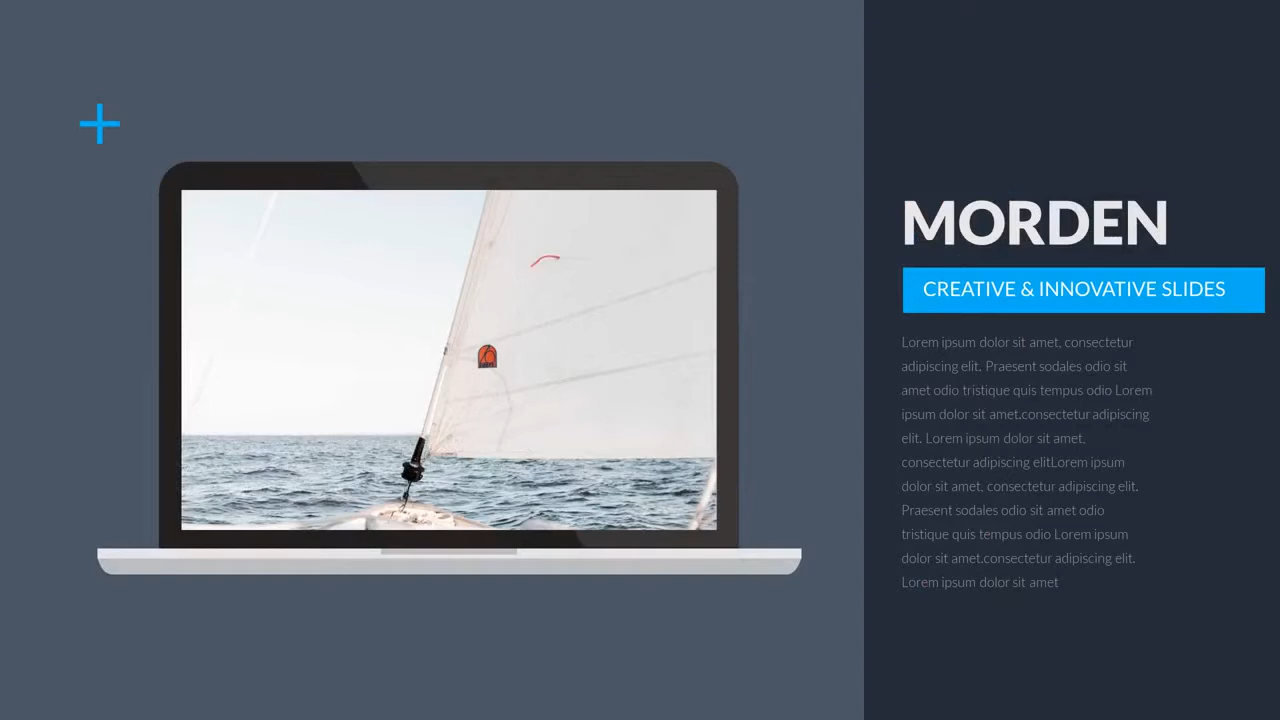 MORDEN
CREATIVE & INNOVATIVE SLIDES
Lorem ipsum dolor sit amet, consectetur
adipiscing elit. Praesent sodales odio sit
amet odio tristique quis tempus odio Lorem
ipsum dolor sit amet.consectetur adipiscing
elit. Lorem ipsum dolor sit amet,
consectetur adipiscing elitLorem ipsum
dolor sit amet, consectetur adipiscing elit.
Praesent sodales odio sit amet odio
tristique quis tempus odio Lorem ipsum
dolor sit amet.consectetur adipiscing elit.
Lorem ipsum dolor sit amet